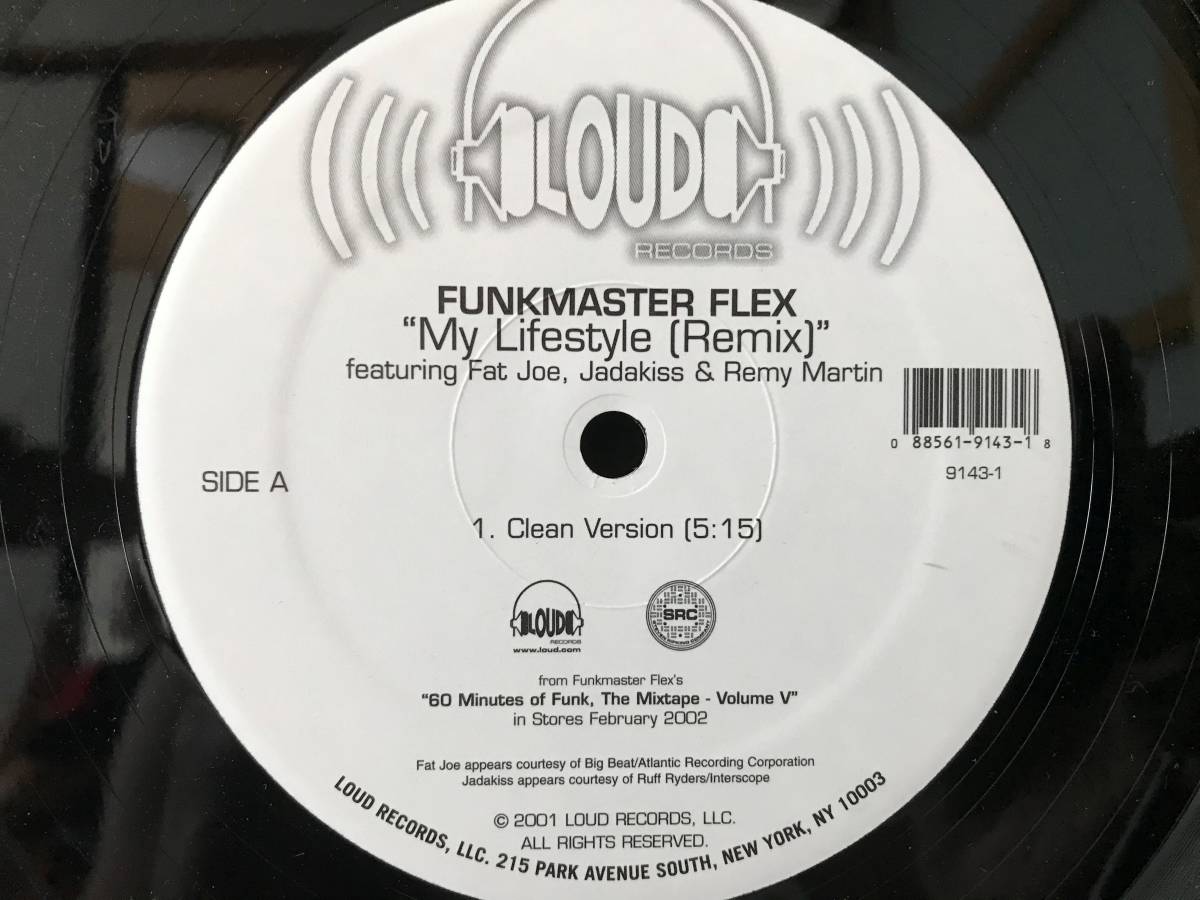 LOUD
RECORDS
FUNKMASTER FLEX
“My Lifestyle (Remix)”
featuring Fat Joe, Jadakiss & Remy Martin
0 88561-9143-1 8
9143-1
SIDE A
1. Clean Version (5:15)
LOUD
RECORDS
www.loud.com
SRC
from Funkmaster Flex's
“60 Minutes of Funk, The Mixtape - Volume V”
in Stores February 2002
Fat Joe appears courtesy of Big Beat/Atlantic Recording Corporation
Jadakiss appears courtesy of Ruff Ryders/Interscope
© 2001 LOUD RECORDS, LLC.
ALL RIGHTS RESERVED.
LOUD RECORDS, LLC. 215 PARK AVENUE SOUTH, NEW YORK, NY 10003